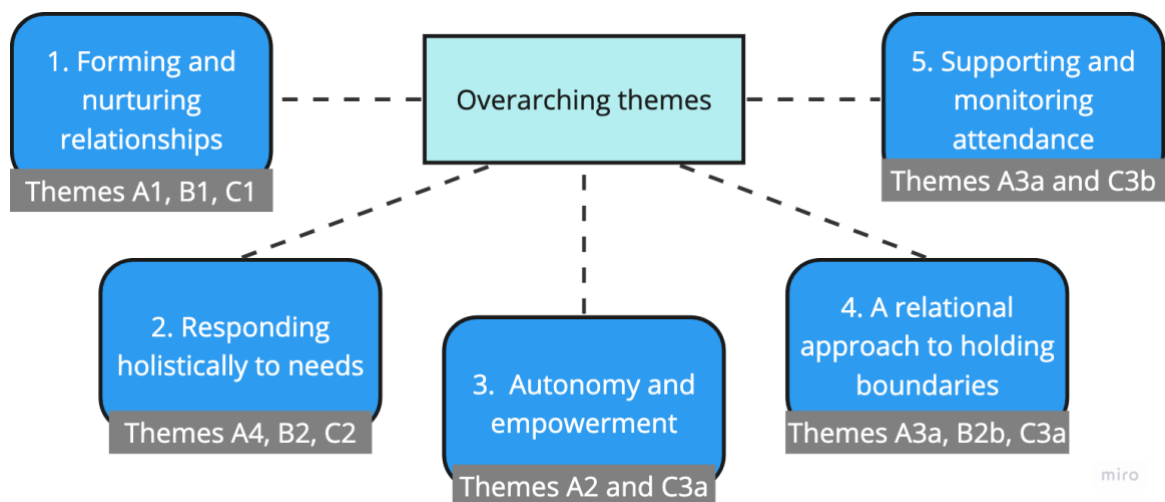 Overarching themes
1. Forming and
nurturing
relationships
Themes A1, B1, C1
2. Responding
holistically to needs
Themes A4, B2, C2
3.  Autonomy and
empowerment
Themes A2 and C3a
4. A relational
approach to holding
boundaries
Themes A3a, B2b, C3a
5. Supporting and
monitoring
attendance
Themes A3a and C3b
miro